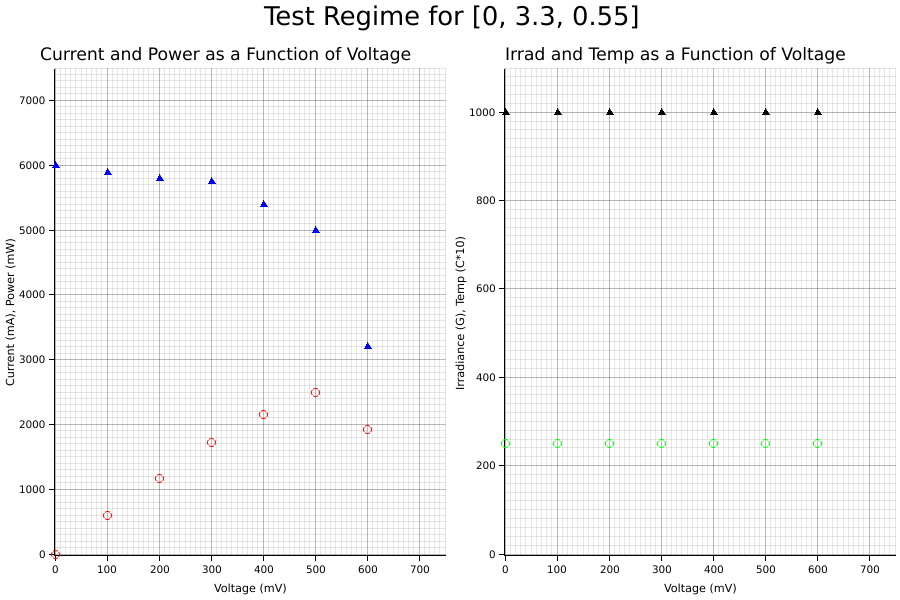 Test Regime for [0, 3.3, 0.55]
Current and Power as a Function of Voltage
Current (mA), Power (mW)
7000
6000
5000
4000
3000
2000
1000
0
0 100 200 300 400 500 600 700
Voltage (mV)
Irrad and Temp as a Function of Voltage
Irradiance (G), Temp (C*10)
1000
800
600
400
200
0
0 100 200 300 400 500 600 700
Voltage (mV)